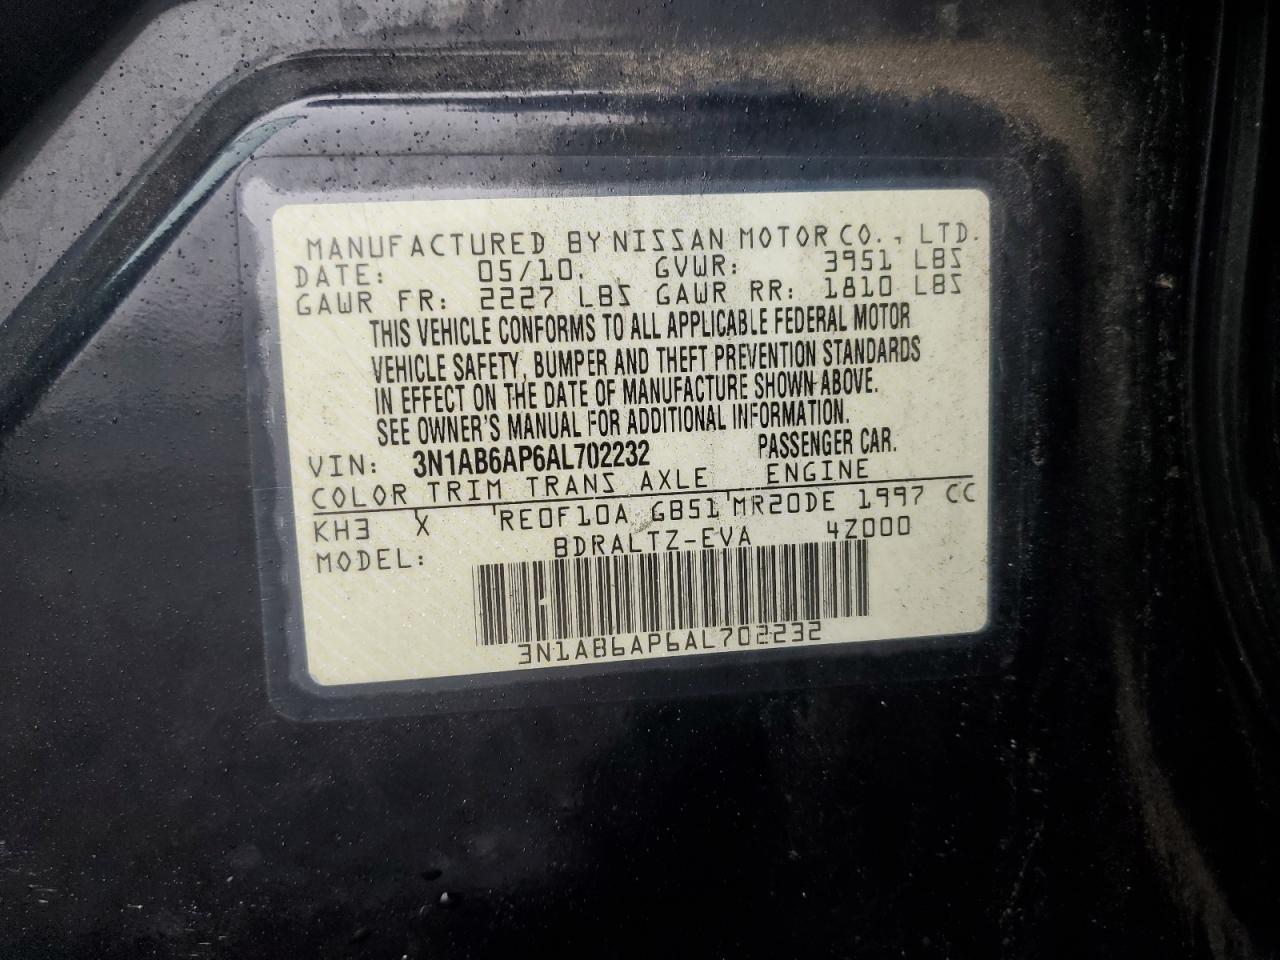 MANUFACTURED BY NISSAN MOTOR CO., LTD.
DATE: 05/10. GVWR: 3951 LBS
GAWR FR: 2227 LBS GAWR RR: 1810 LBS
THIS VEHICLE CONFORMS TO ALL APPLICABLE FEDERAL MOTOR
VEHICLE SAFETY, BUMPER AND THEFT PREVENTION STANDARDS
IN EFFECT ON THE DATE OF MANUFACTURE SHOWN ABOVE.
SEE OWNER'S MANUAL FOR ADDITIONAL INFORMATION.
VIN: 3N1AB6AP6AL702232 PASSENGER CAR.
COLOR TRIM TRANS AXLE ENGINE
KH3 X RE0F10A GB51 MR20DE 1997 CC
MODEL: BDRALTZ-EVA 4Z000
3N1AB6AP6AL702232